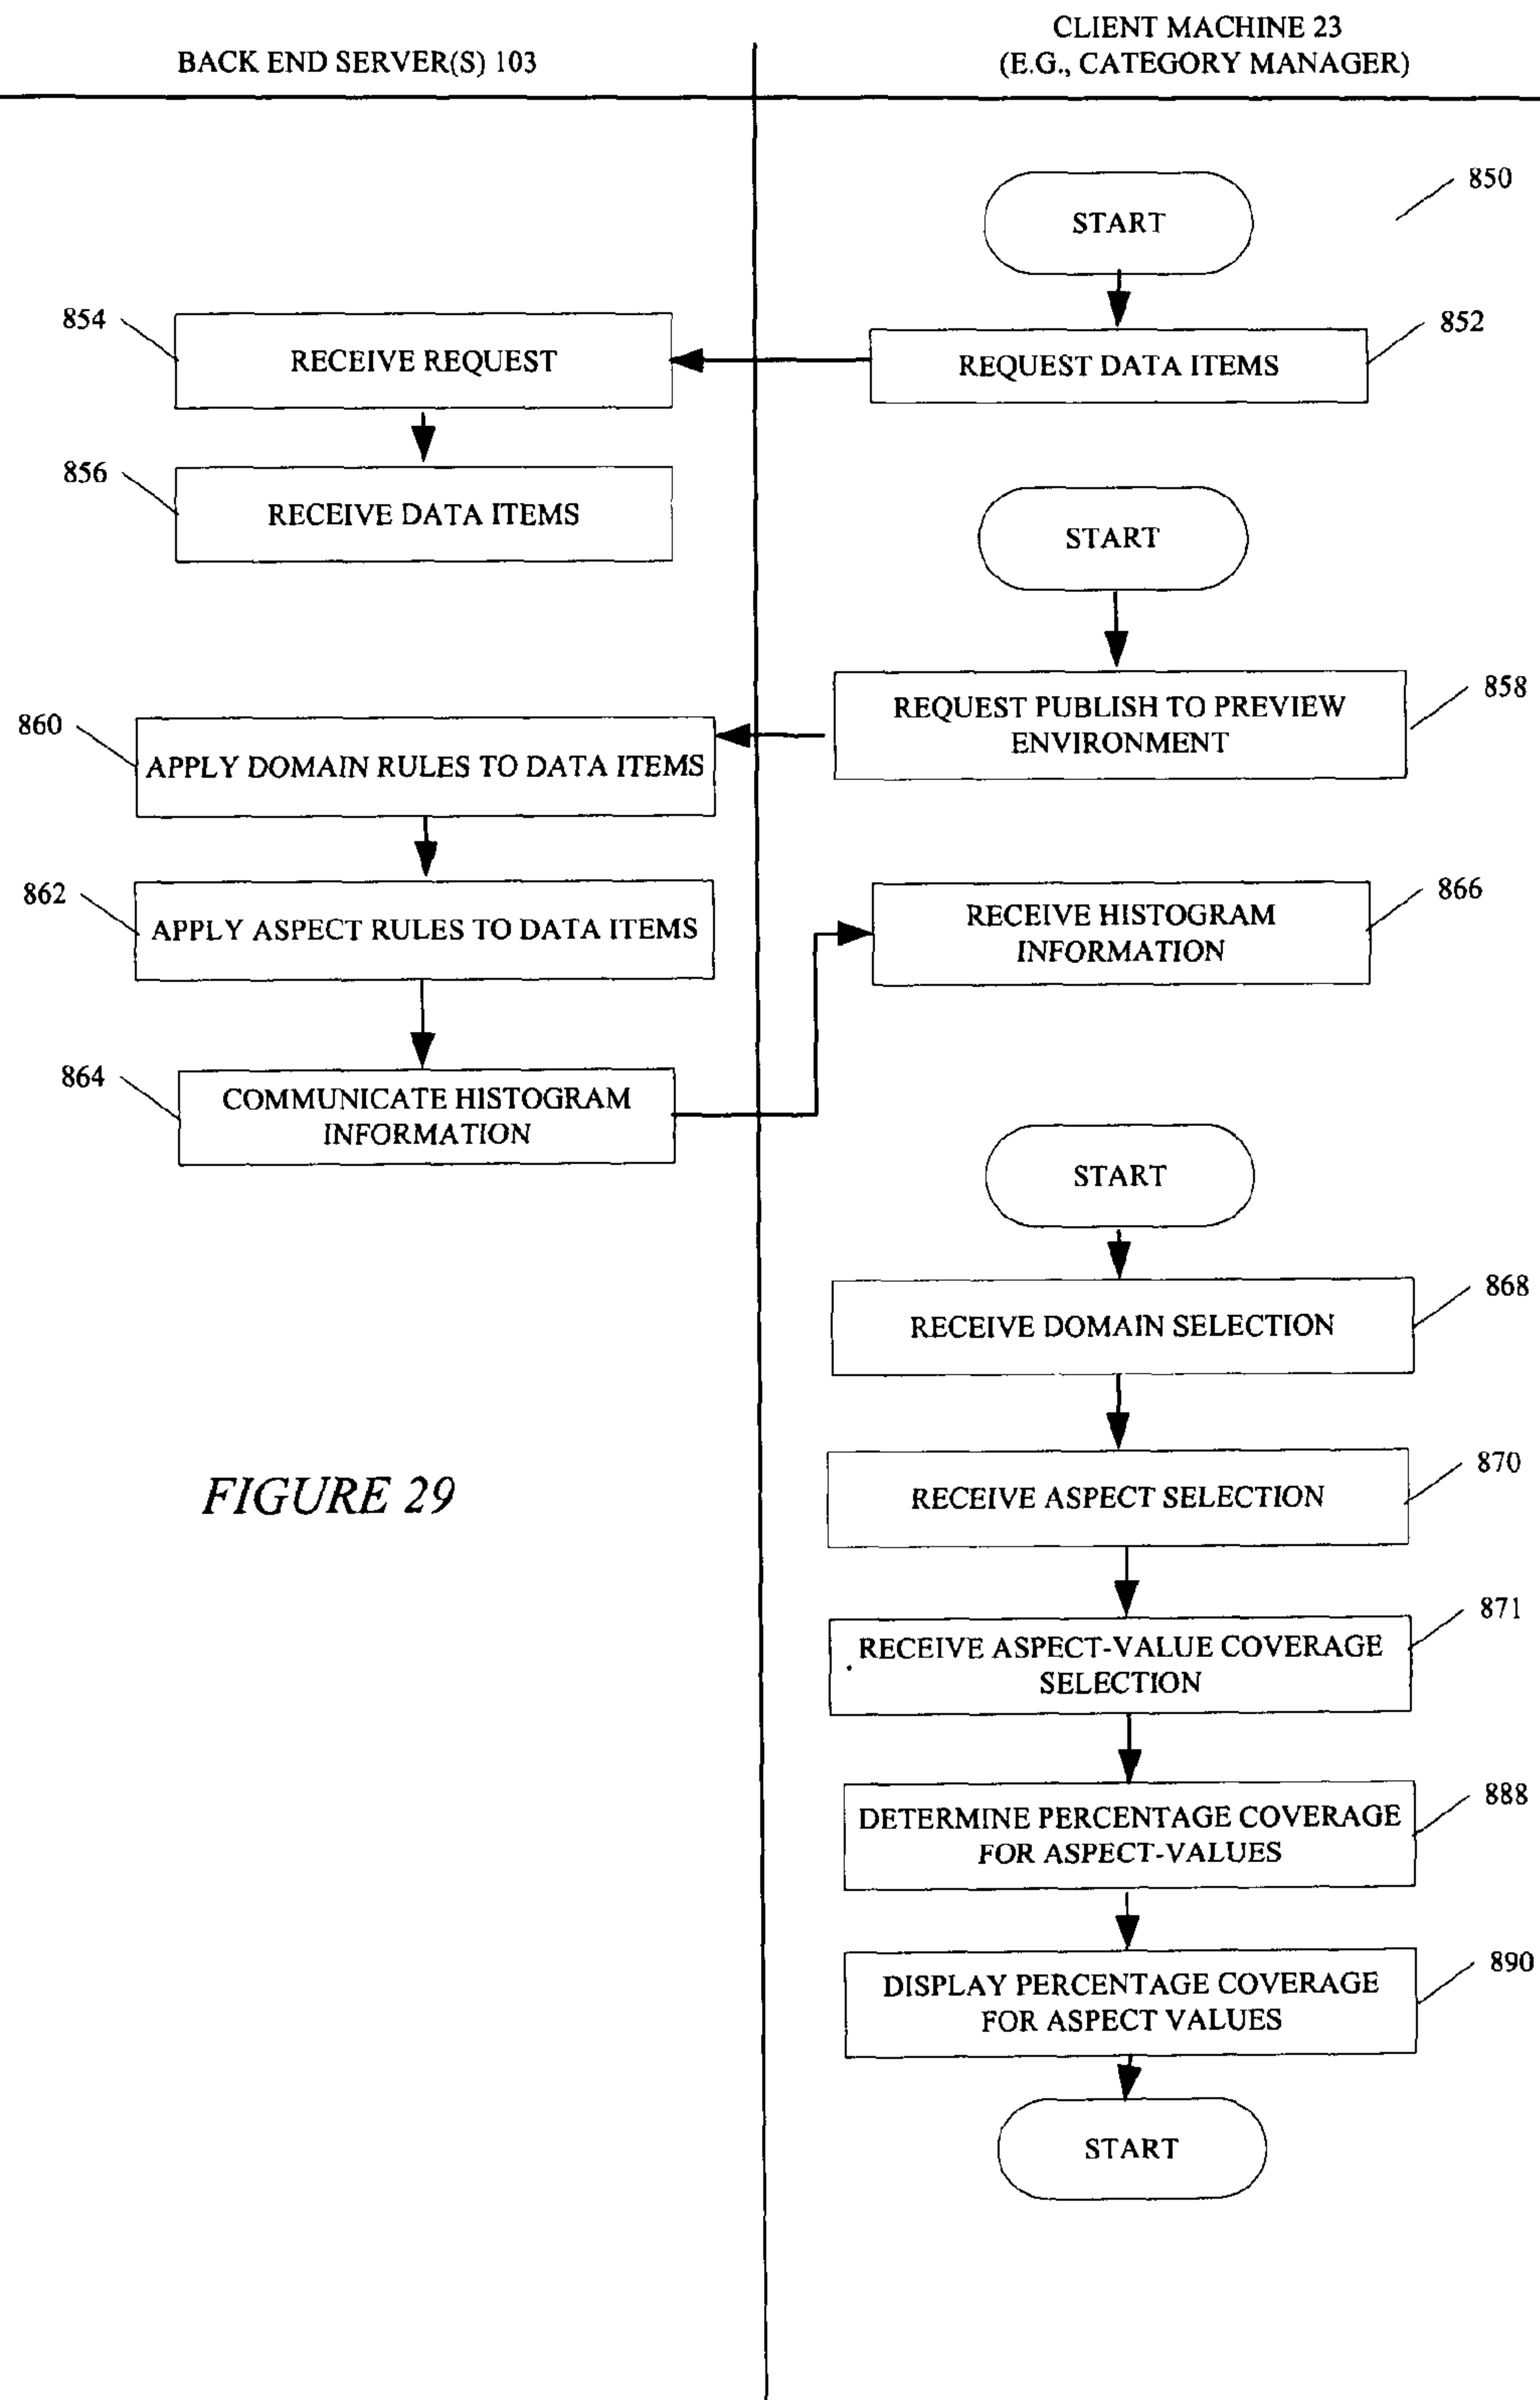 BACK END SERVER(S) 103
CLIENT MACHINE 23
(E.G., CATEGORY MANAGER)
850
START
852
REQUEST DATA ITEMS
854
RECEIVE REQUEST
856
RECEIVE DATA ITEMS
START
858
REQUEST PUBLISH TO PREVIEW
ENVIRONMENT
860
APPLY DOMAIN RULES TO DATA ITEMS
862
APPLY ASPECT RULES TO DATA ITEMS
864
COMMUNICATE HISTOGRAM
INFORMATION
866
RECEIVE HISTOGRAM
INFORMATION
START
868
RECEIVE DOMAIN SELECTION
870
RECEIVE ASPECT SELECTION
871
RECEIVE ASPECT-VALUE COVERAGE
SELECTION
888
DETERMINE PERCENTAGE COVERAGE
FOR ASPECT-VALUES
890
DISPLAY PERCENTAGE COVERAGE
FOR ASPECT VALUES
START
FIGURE 29